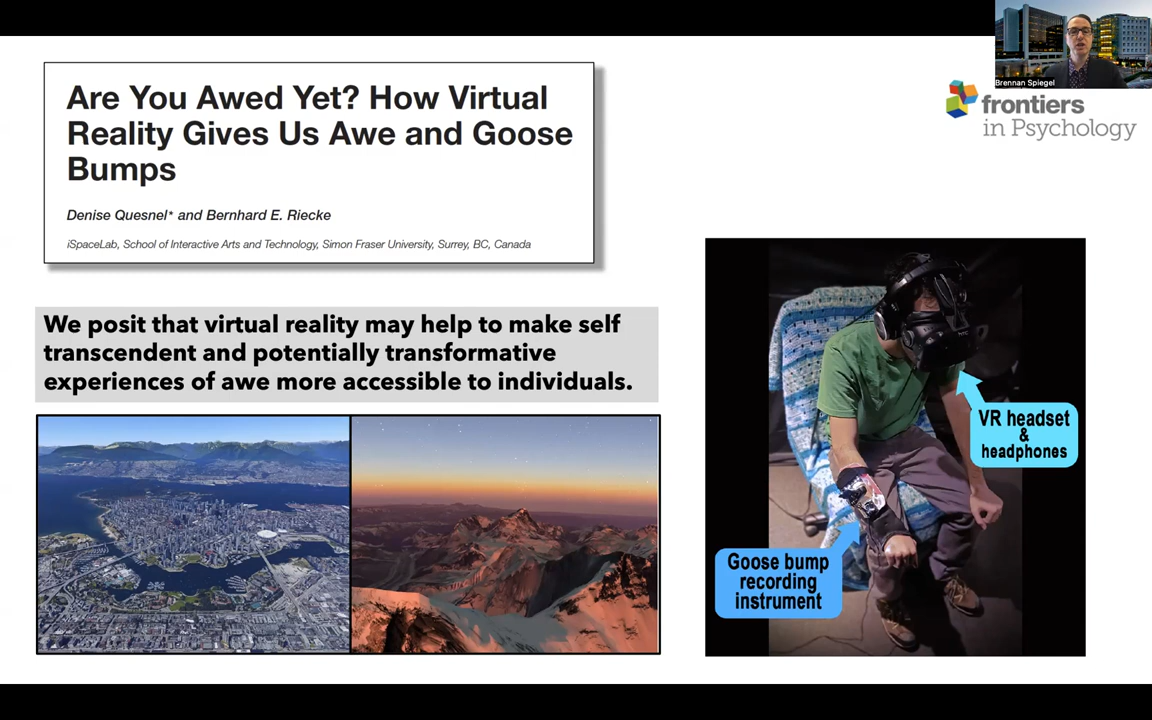 Are You Awed Yet? How Virtual
Reality Gives Us Awe and Goose
Bumps
Denise Quesnel* and Bernhard E. Riecke
iSpaceLab, School of Interactive Arts and Technology, Simon Fraser University, Surrey, BC, Canada
Brennan Spiegel
frontiers
in Psychology
We posit that virtual reality may help to make self
transcendent and potentially transformative
experiences of awe more accessible to individuals.
VR headset
&
headphones
Goose bump
recording
instrument
hTC